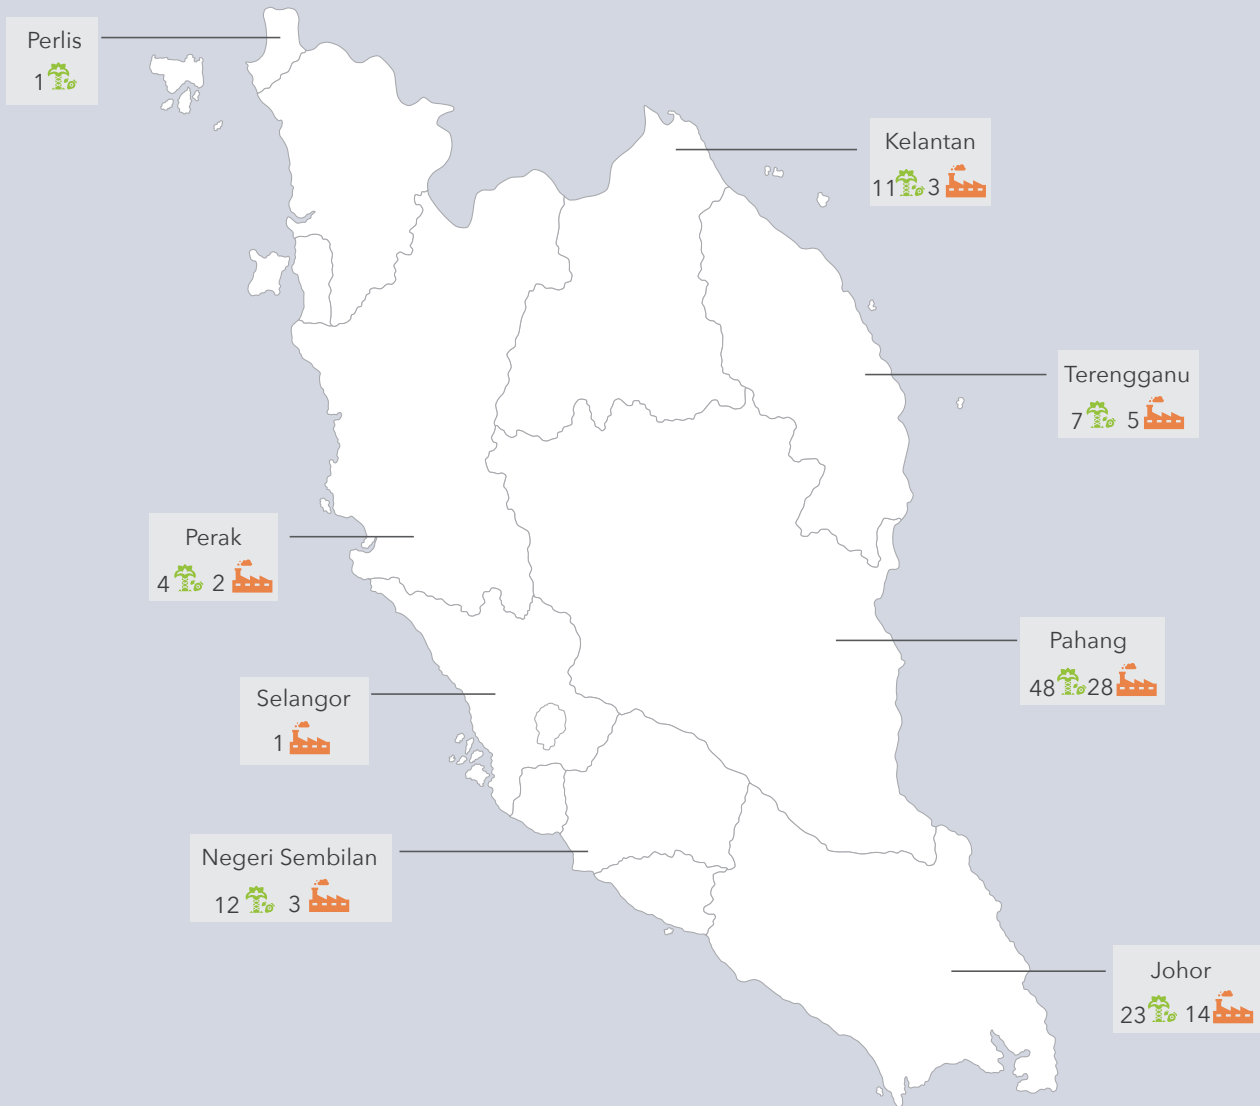 Perlis
1
Kelantan
11 3
Terengganu
7 5
Perak
4 2
Pahang
48 28
Selangor
1
Negeri Sembilan
12 3
Johor
23 14